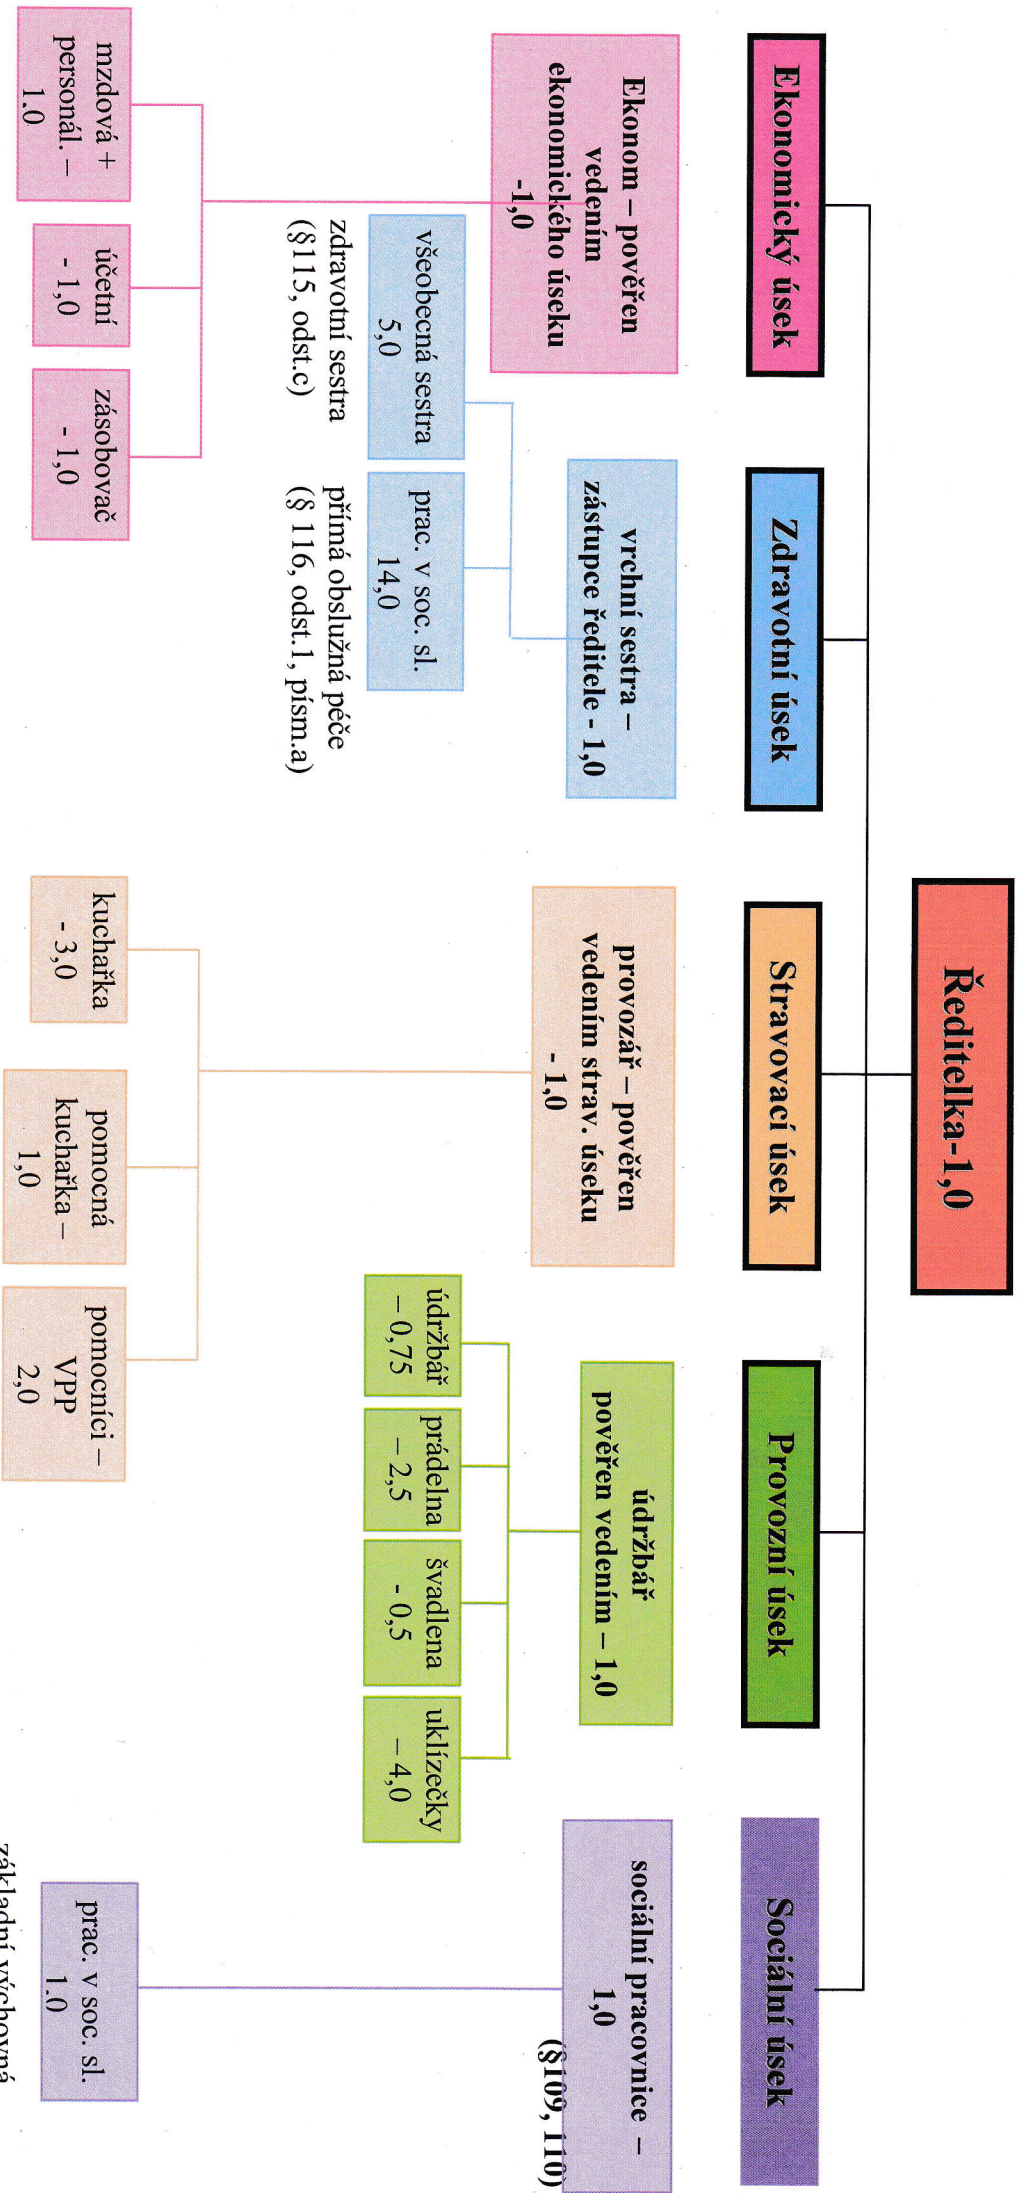 Ředitelka-1,0
Ekonomický úsek
Zdravotní úsek
Stravovací úsek
Provozní úsek
Sociální úsek
Ekonom – pověřen
vedením
ekonomického úseku
-1,0
vrchní sestra –
zástupce ředitele - 1,0
provozář – pověřen
vedením strav. úseku
- 1,0
údržbář
pověřen vedením – 1,0
sociální pracovnice –
1,0
(§109, 110)
všeobecná sestra
5,0
prac. v soc. sl.
14,0
zdravotní sestra
(§115, odst.c)
přímá obslužná péče
(§ 116, odst.1, písm.a)
údržbář
– 0,75
prádelna
– 2,5
švadlena
- 0,5
uklízečky
– 4,0
mzdová +
personál. –
1.0
účetní
- 1,0
zásobovač
- 1,0
kuchařka
- 3,0
pomocná
kuchařka –
1,0
pomocníci –
VPP
2,0
prac. v soc. sl.
1.0
základní výchovná